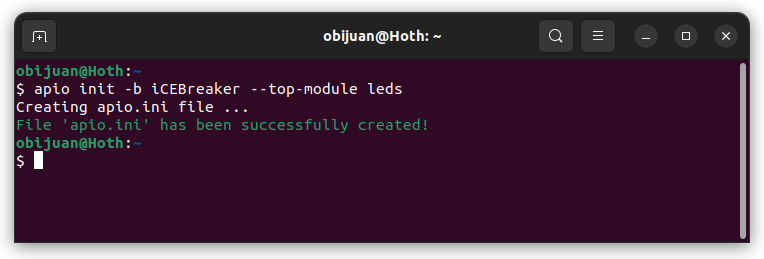 obijuan@Hoth: ~
obijuan@Hoth:~
$ apio init -b iCEBreaker --top-module leds
Creating apio.ini file ...
File 'apio.ini' has been successfully created!
obijuan@Hoth:~
$